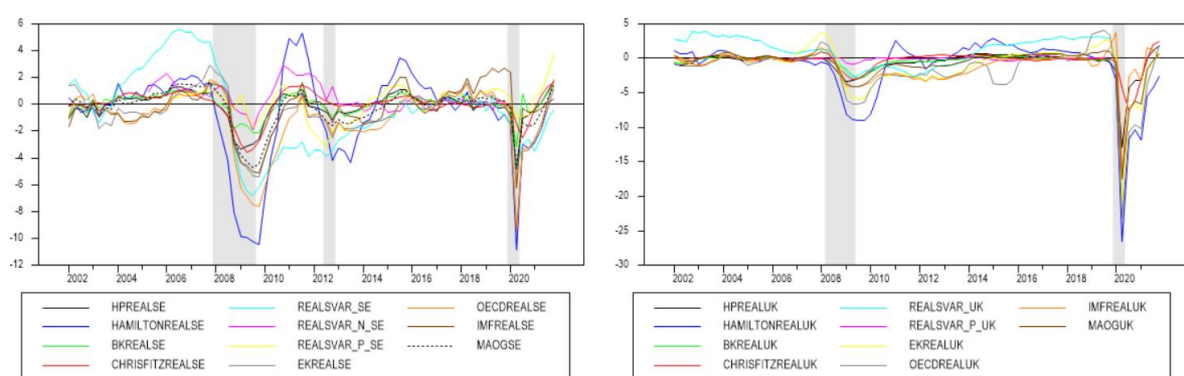 6
4
2
0
-2
-4
-6
-8
-10
-12
2002 2004 2006 2008 2010 2012 2014 2016 2018 2020
HPREALSE REALSVAR_SE OECDREALSE
HAMILTONREALSE REALSVAR_N_SE IMFREALSE
BKREALSE REALSVAR_P_SE MAOGSE
CHRISFITZREALSE EKREALSE
5
0
-5
-10
-15
-20
-25
-30
2002 2004 2006 2008 2010 2012 2014 2016 2018 2020
HPREALUK REALSVAR_UK IMFREALUK
HAMILTONREALUK REALSVAR_P_UK MAOGUK
BKREALUK EKREALUK
CHRISFITZREALUK OECDREALUK